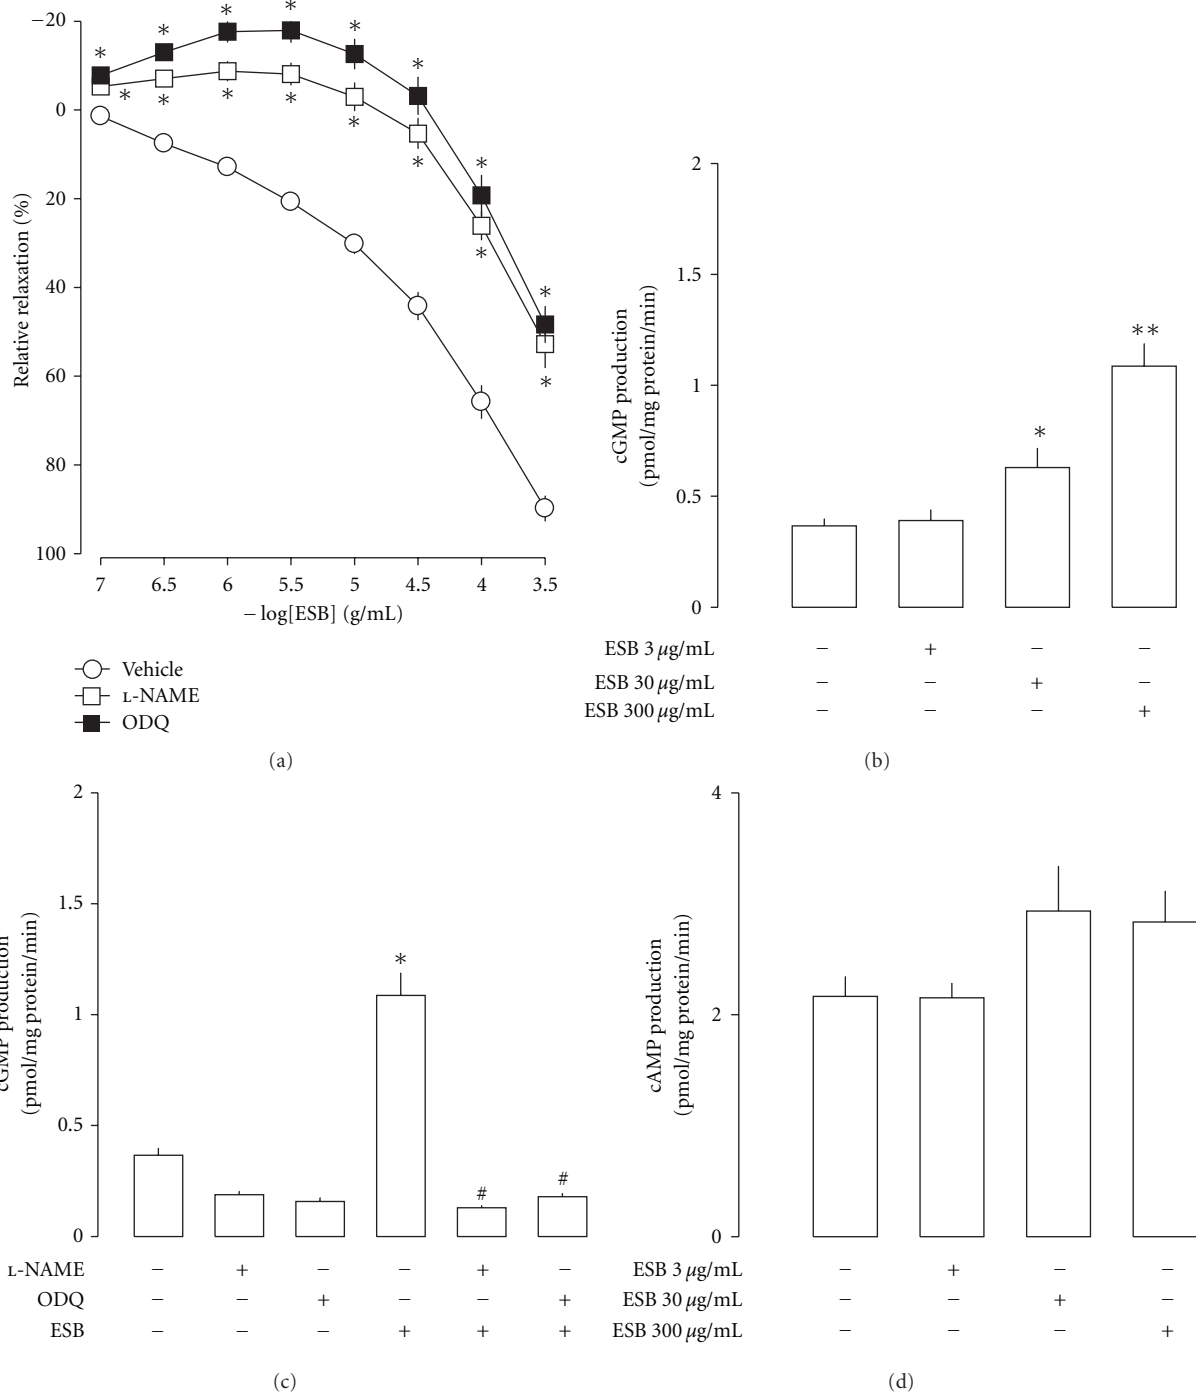 −20
0
20
40
60
80
100
Relative relaxation (%)
* * * * * * * *
* * * * * * * *
7 6.5 6 5.5 5 4.5 4 3.5
− log[ESB] (g/mL)
Vehicle
L-NAME
ODQ
(a)
2
1.5
1
0.5
0
cGMP production
(pmol/mg protein/min)
*
**
ESB 3 µg/mL − + − −
ESB 30 µg/mL − − + −
ESB 300 µg/mL − − − +
(b)
2
1.5
1
0.5
0
cGMP production
(pmol/mg protein/min)
*
#
#
L-NAME − + − − + −
ODQ − − + − − +
ESB − − − + + +
(c)
4
2
0
cAMP production
(pmol/mg protein/min)
ESB 3 µg/mL − + − −
ESB 30 µg/mL − − + −
ESB 300 µg/mL − − − +
(d)